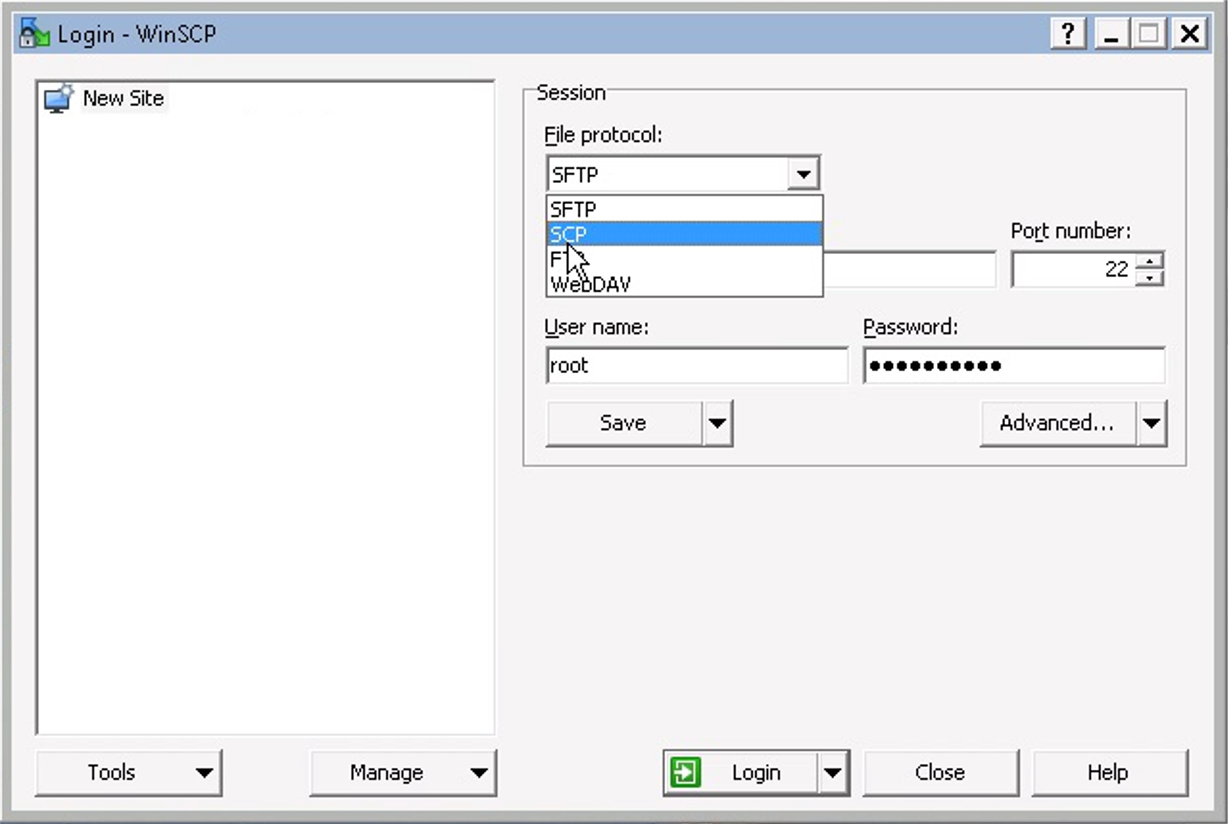 Login - WinSCP
?
New Site
Session
File protocol:
SFTP
SFTP
SCP
WebDAV
Port number:
22
User name:
Password:
root
●●●●●●●●●●
Save
Advanced...
Tools
Manage
Login
Close
Help